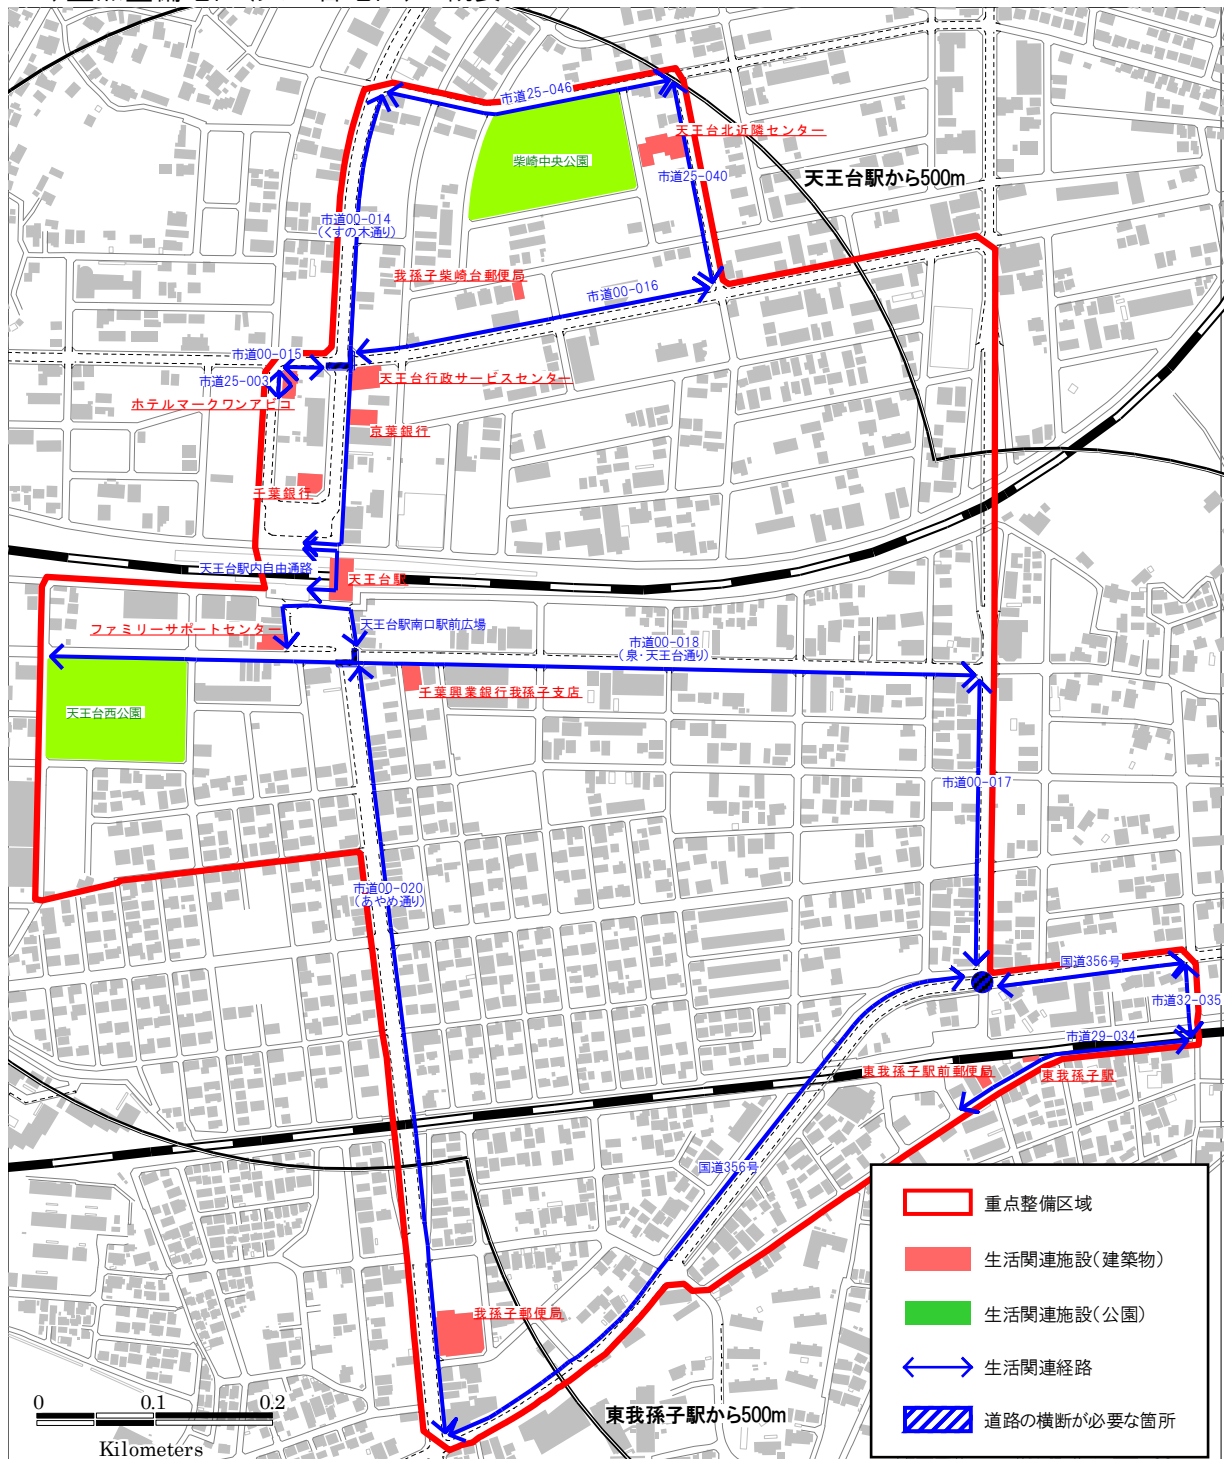 市道25-046
天王台北近隣センター
柴崎中央公園
市道25-040
天王台駅から500m
市道00-014
(くすの木通り)
我孫子柴崎台郵便局
市道00-016
市道00-015
市道25-003
天王台行政サービスセンター
ホテルマークワンアビコ
京葉銀行
千葉銀行
天王台駅内自由通路
天王台駅
ファミリーサポートセンター
天王台駅南口駅前広場
市道00-018
(泉・天王台通り)
千葉興業銀行我孫子支店
天王台西公園
市道00-017
市道00-020
(あやめ通り)
国道356号
市道32-035
市道29-034
東我孫子駅前郵便局
東我孫子駅
国道356号
我孫子郵便局
東我孫子駅から500m
重点整備区域
生活関連施設(建築物)
生活関連施設(公園)
生活関連経路
道路の横断が必要な箇所
0 0.1 0.2
Kilometers